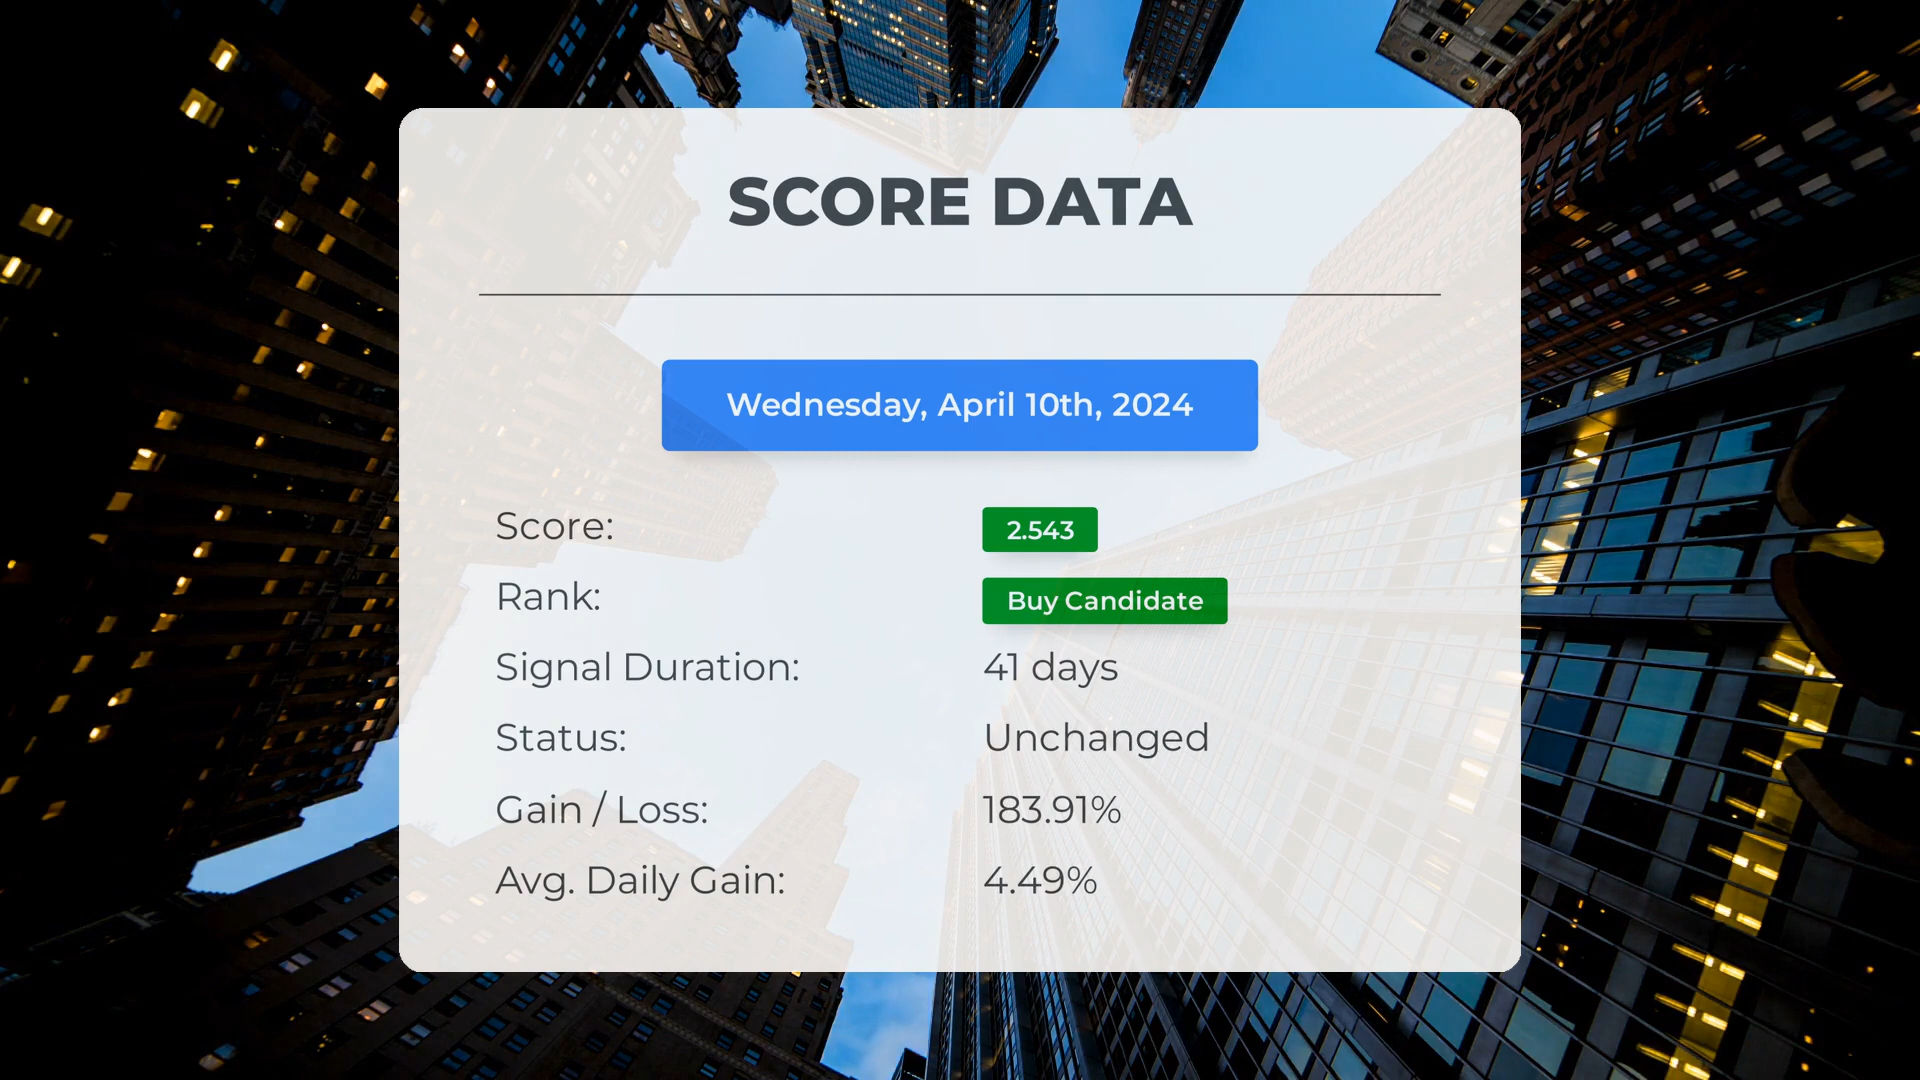 SCORE DATA
Wednesday, April 10th, 2024
Score: 2.543
Rank: Buy Candidate
Signal Duration: 41 days
Status: Unchanged
Gain / Loss: 183.91%
Avg. Daily Gain: 4.49%